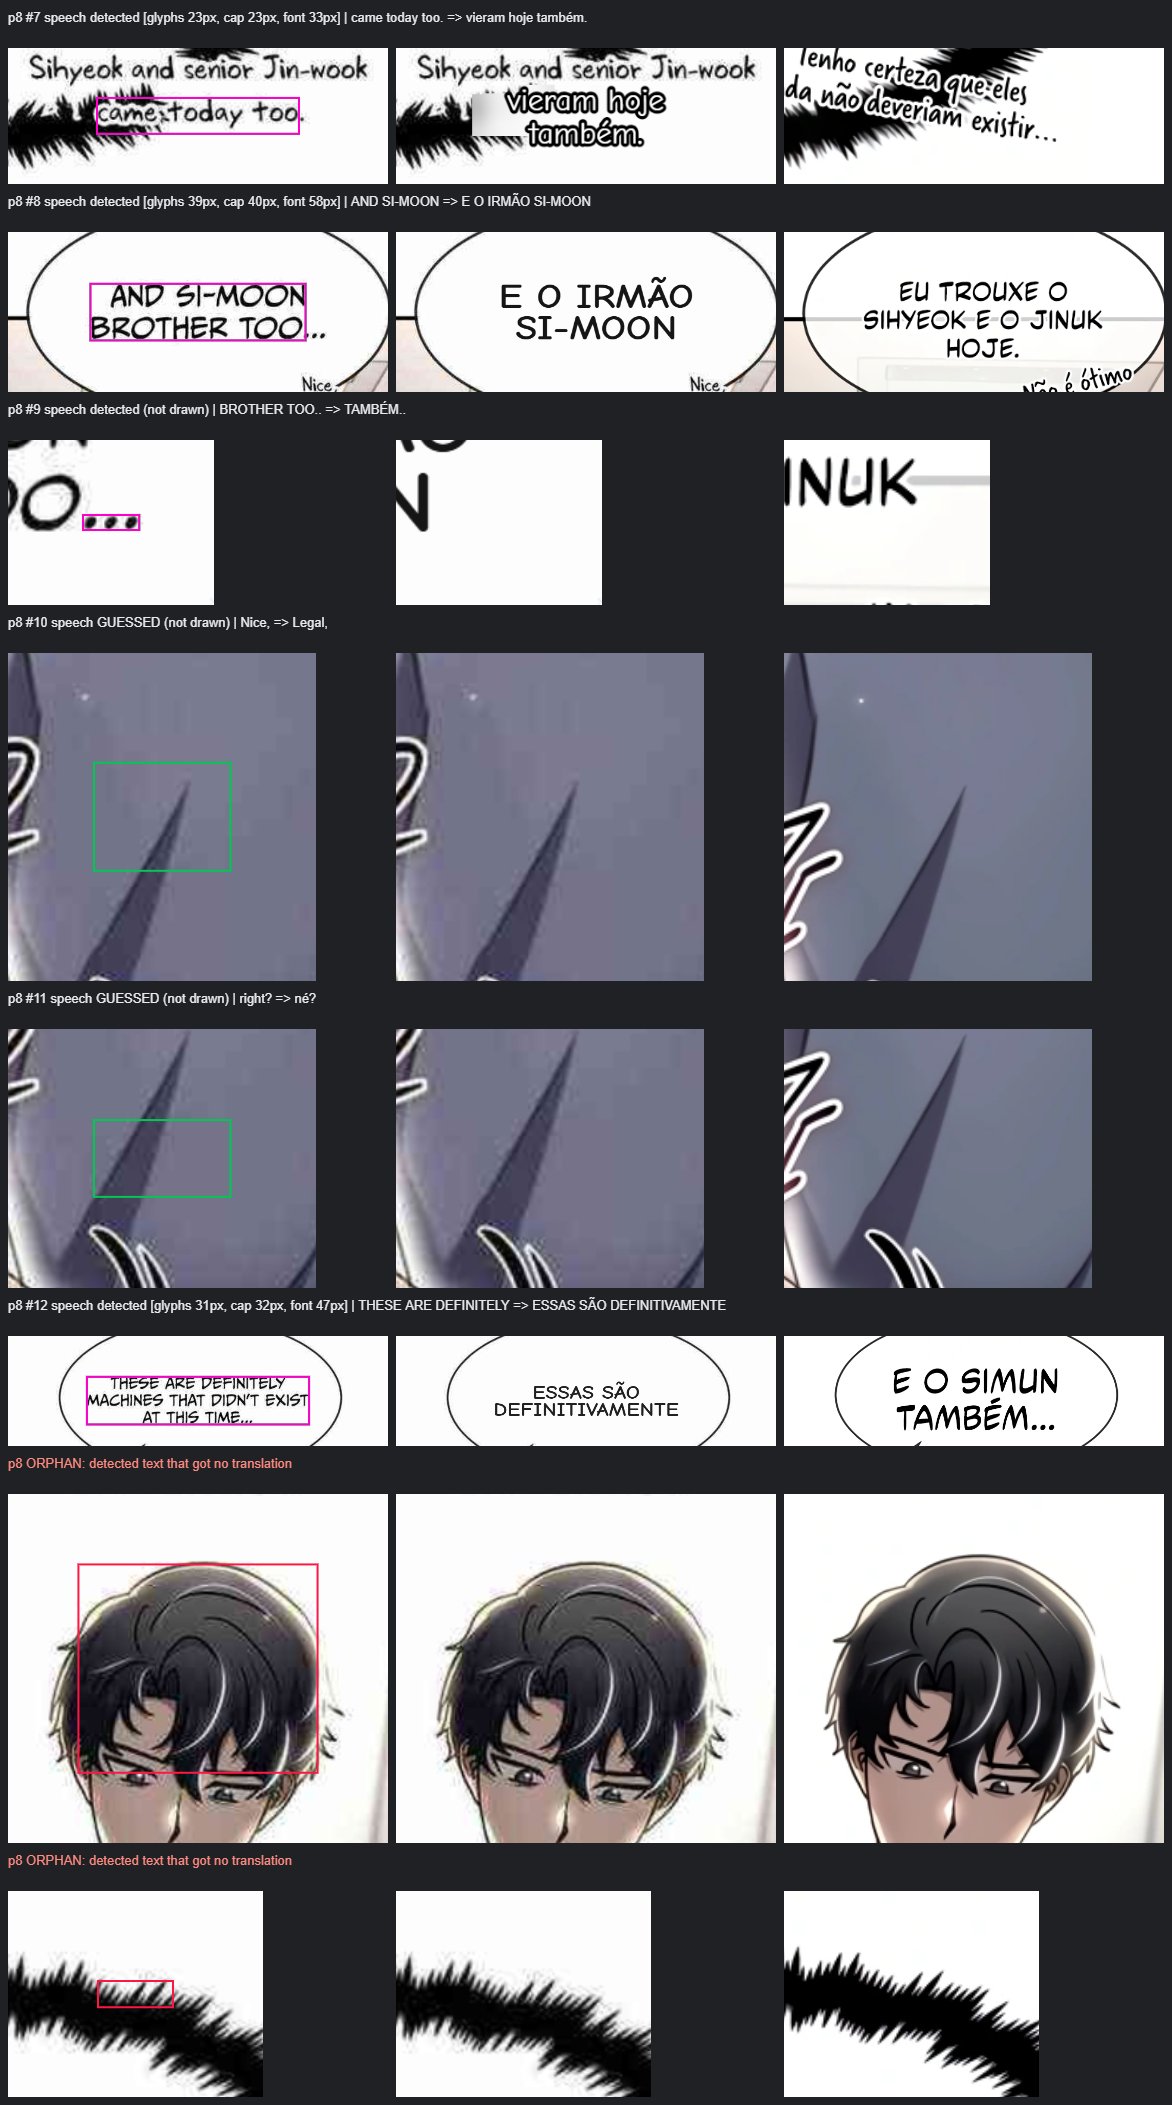 p8 #7 speech detected [glyphs 23px, cap 23px, font 33px] | came today too. => vieram hoje também.
Sihyeok and senior Jin-wook
came today too.
Sihyeok and senior Jin-wook
vieram hoje
também.
Tenho certeza que eles
da não deveriam existir...
p8 #8 speech detected [glyphs 39px, cap 40px, font 58px] | AND SI-MOON => E O IRMÃO SI-MOON
AND SI-MOON
BROTHER TOO...
Nice,
E O IRMÃO
SI-MOON
Nice,
EU TROUXE O
SIHYEOK E O JINUK
HOJE.
Não é ótimo
p8 #9 speech detected (not drawn) | BROTHER TOO.. => TAMBÉM..
OO...
N
INUK
p8 #10 speech GUESSED (not drawn) | Nice, => Legal,
p8 #11 speech GUESSED (not drawn) | right? => né?
p8 #12 speech detected [glyphs 31px, cap 32px, font 47px] | THESE ARE DEFINITELY => ESSAS SÃO DEFINITIVAMENTE
THESE ARE DEFINITELY
MACHINES THAT DIDN'T EXIST
AT THIS TIME...
ESSAS SÃO
DEFINITIVAMENTE
E O SIMUN
TAMBÉM...
p8 ORPHAN: detected text that got no translation
p8 ORPHAN: detected text that got no translation